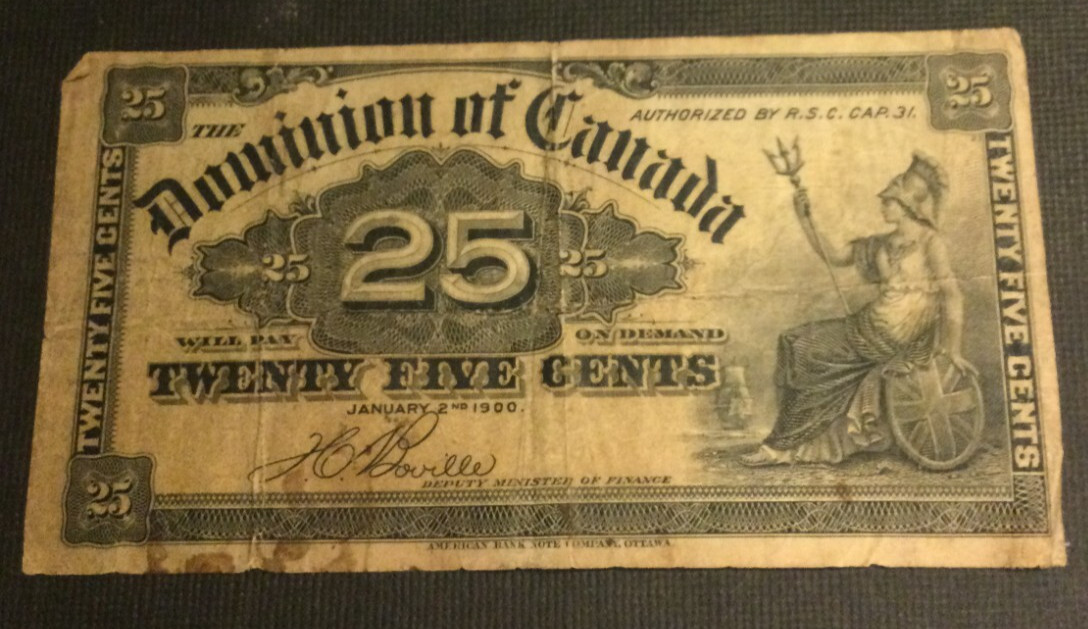 25
25
THE
Dominion of Canada
AUTHORIZED BY R.S.C. CAP. 31.
TWENTY FIVE CENTS
25
25
25
TWENTY FIVE CENTS
WILL PAY
ON DEMAND
TWENTY FIVE CENTS
JANUARY 2ND 1900.
H.C. Boville
DEPUTY MINISTER OF FINANCE
25
AMERICAN BANK NOTE COMPANY, OTTAWA